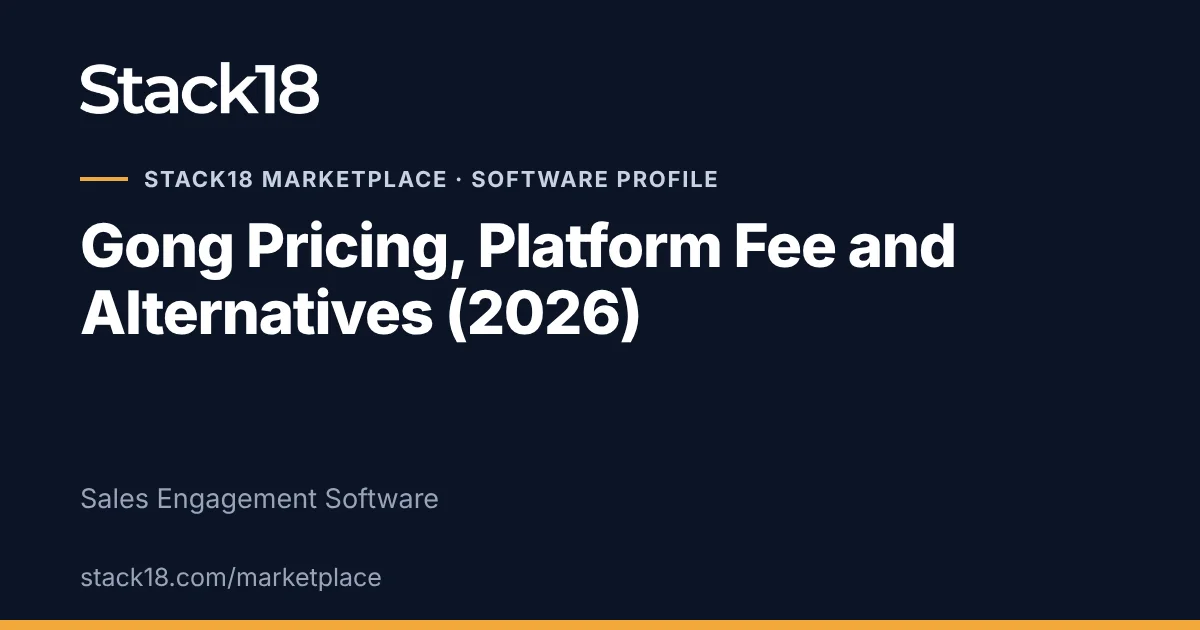 Stack18
STACK18 MARKETPLACE · SOFTWARE PROFILE
Gong Pricing, Platform Fee and
Alternatives (2026)
Sales Engagement Software
stack18.com/marketplace